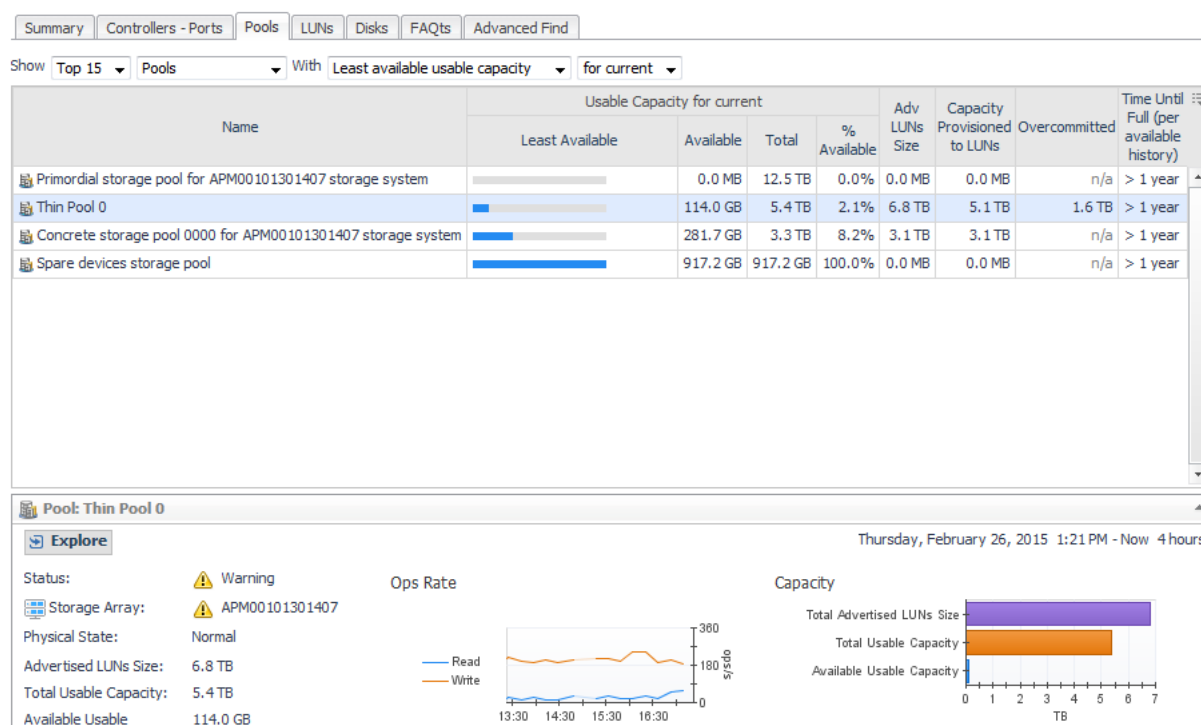 Summary Controllers - Ports Pools LUNs Disks FAQts Advanced Find
Show Top 15 Pools With Least available usable capacity for current
Name Usable Capacity for current Adv LUNs Size Capacity Provisioned to LUNs Overcommitted Time Until Full (per available history)
Least Available Available Total % Available
Primordial storage pool for APM00101301407 storage system 0.0 MB 12.5 TB 0.0% 0.0 MB 0.0 MB n/a > 1 year
Thin Pool 0 114.0 GB 5.4 TB 2.1% 6.8 TB 5.1 TB 1.6 TB > 1 year
Concrete storage pool 0000 for APM00101301407 storage system 281.7 GB 3.3 TB 8.2% 3.1 TB 3.1 TB n/a > 1 year
Spare devices storage pool 917.2 GB 917.2 GB 100.0% 0.0 MB 0.0 MB n/a > 1 year
Pool: Thin Pool 0
Explore Thursday, February 26, 2015 1:21 PM - Now 4 hours
Status: Warning
Storage Array: APM00101301407
Physical State: Normal
Advertised LUNs Size: 6.8 TB
Total Usable Capacity: 5.4 TB
Available Usable 114.0 GB
Ops Rate
Read
Write
360
180
0
ops/s
13:30 14:30 15:30 16:30
Capacity
Total Advertised LUNs Size
Total Usable Capacity
Available Usable Capacity
0 1 2 3 4 5 6 7
TB